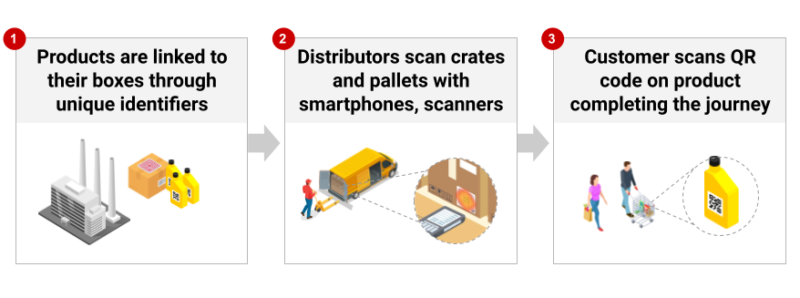 1
Products are linked to
their boxes through
unique identifiers
2
Distributors scan crates
and pallets with
smartphones, scanners
3
Customer scans QR
code on product
completing the journey